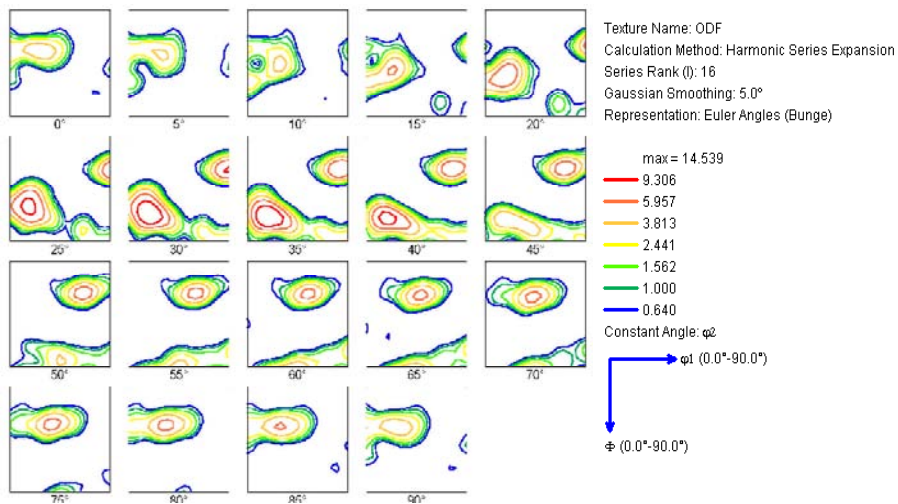 Texture Name: ODF
Calculation Method: Harmonic Series Expansion
Series Rank (l): 16
Gaussian Smoothing: 5.0°
Representation: Euler Angles (Bunge)
0° 5° 10° 15° 20°
max = 14.539
9.306
5.957
3.813
2.441
1.562
1.000
0.640
25° 30° 35° 40° 45°
Constant Angle: φ2
φ1 (0.0°-90.0°)
50° 55° 60° 65° 70°
Φ (0.0°-90.0°)
75° 80° 85° 90°